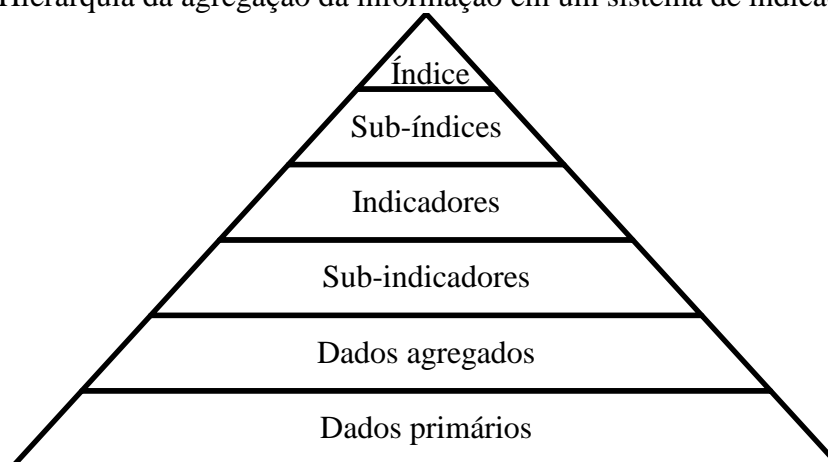 Hierarquia da agregação da informação em um sistema de
Índice
Sub-índices
Indicadores
Sub-indicadores
Dados agregados
Dados primários